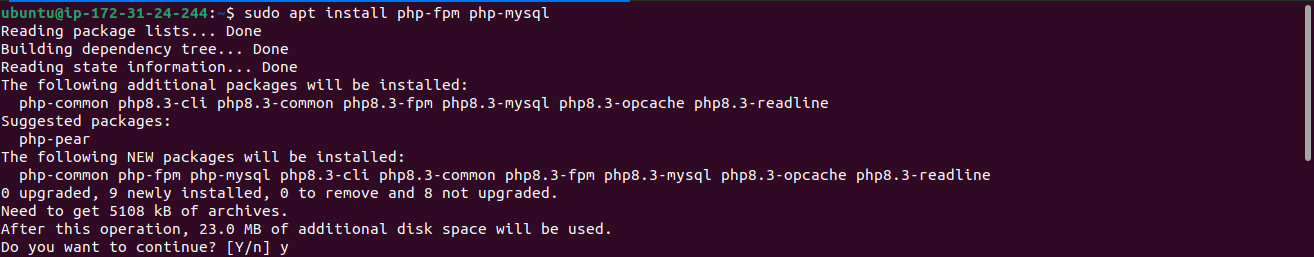 ubuntu@ip-172-31-24-244:~$ sudo apt install php-fpm php-mysql
Reading package lists... Done
Building dependency tree... Done
Reading state information... Done
The following additional packages will be installed:
  php-common php8.3-cli php8.3-common php8.3-fpm php8.3-mysql php8.3-opcache php8.3-readline
Suggested packages:
  php-pear
The following NEW packages will be installed:
  php-common php-fpm php-mysql php8.3-cli php8.3-common php8.3-fpm php8.3-mysql php8.3-opcache php8.3-readline
0 upgraded, 9 newly installed, 0 to remove and 8 not upgraded.
Need to get 5108 kB of archives.
After this operation, 23.0 MB of additional disk space will be used.
Do you want to continue? [Y/n] y